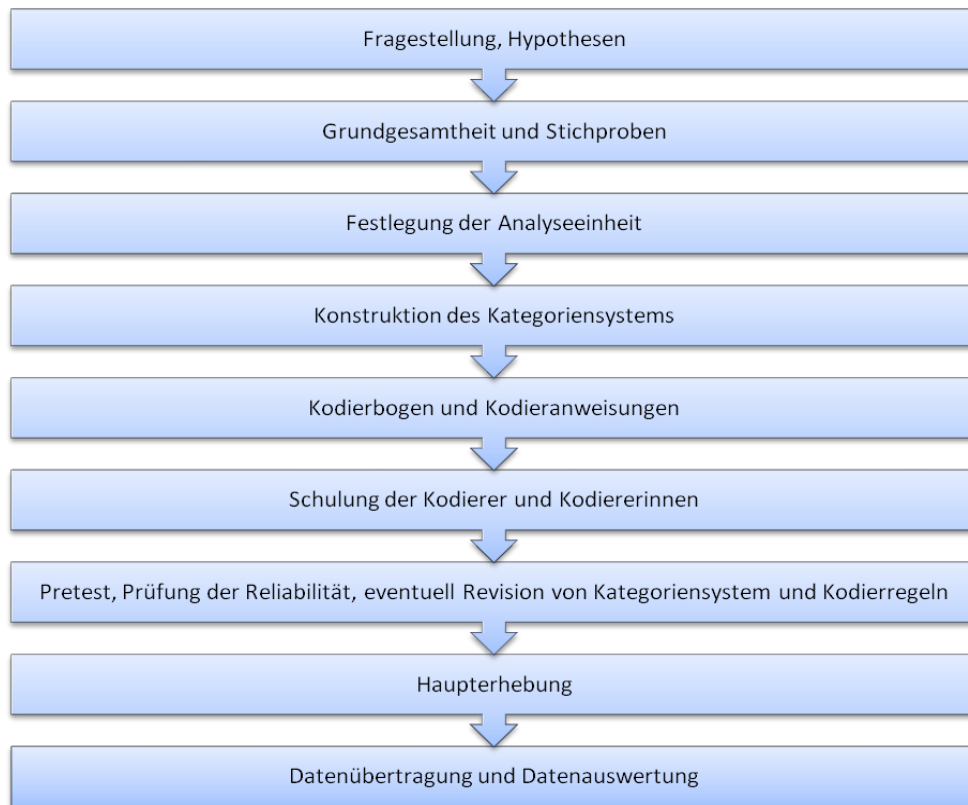 Fragestellung, Hypothesen
Grundgesamtheit und Stichproben
Festlegung der Analyseeinheit
Konstruktion des Kategoriensystems
Kodierbogen und Kodieranweisungen
Schulung der Kodierer und Kodiererinnen
Pretest, Prüfung der Reliabilität, eventuell Revision von Kategoriensystem und Kodierregeln
Haupterhebung
Datenübertragung und Datenauswertung